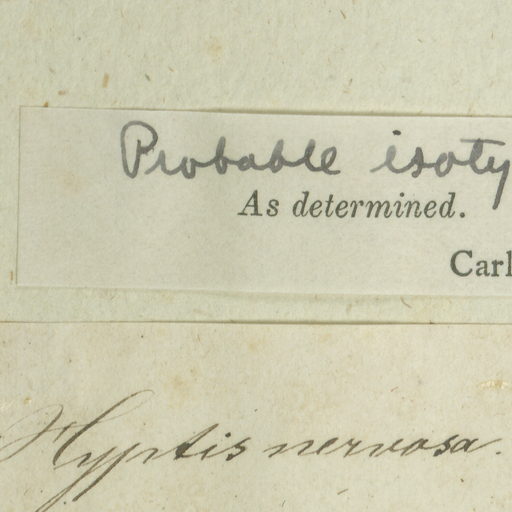 Probable isoty
As determined.
Carl
Hyptis nervosa.